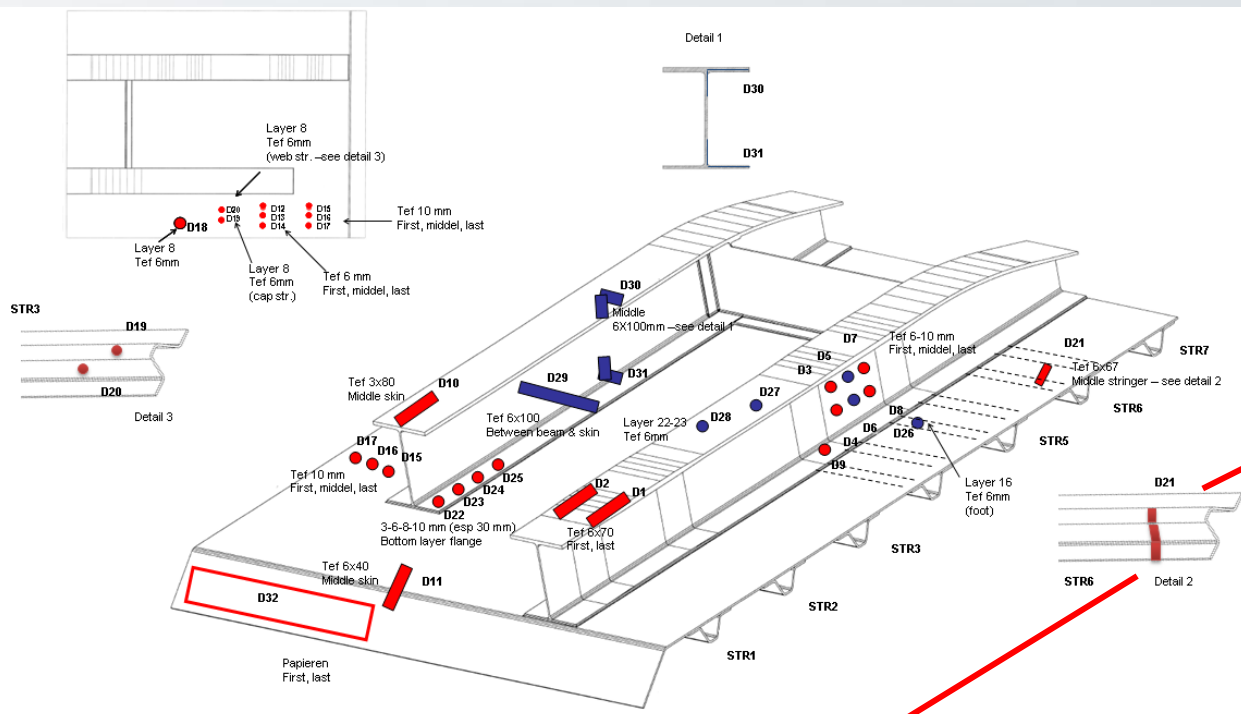 Detail 1
D30
D31
Layer 8
Tef 6mm
(web str. –see detail 3)
D20
D19
D12
D13
D14
D15
D16
D17
D18
Tef 10 mm
First, middel, last
Layer 8
Tef 6mm
Layer 8
Tef 6mm
(cap str.)
Tef 6 mm
First, middel, last
STR3
D19
D20
Detail 3
D30
Middle
6X100mm –see detail 1
D31
D29
Tef 6x100
Between beam & skin
Tef 3x80
Middle skin
D10
D17
D16
D15
Tef 10 mm
First, middel, last
D25
D24
D23
D22
3-6-8-10 mm (esp 30 mm)
Bottom layer flange
D28
D27
Layer 22-23
Tef 6mm
D7
D5
D3
Tef 6-10 mm
First, middel, last
D8
D6
D4
D9
D26
Layer 16
Tef 6mm
(foot)
D21
Tef 6x67
Middle stringer – see detail 2
D2
D1
Tef 6x70
First, last
Tef 6x40
Middle skin
D11
D32
Papieren
First, last
STR7
STR6
STR5
STR3
STR2
STR1
D21
STR6
Detail 2